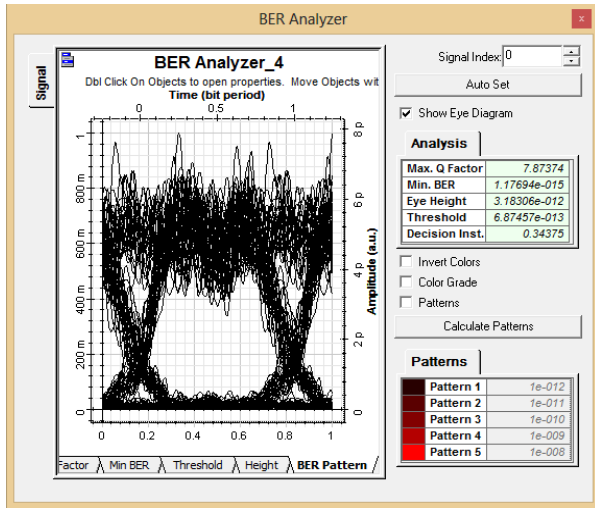 BER Analyzer
x
Signal
BER Analyzer_4
Dbl Click On Objects to open properties. Move Objects wit
Time (bit period)
0 0.5 1
1
800 m
600 m
400 m
200 m
0
8 p
6 p
4 p
2 p
0
Amplitude (a.u.)
0 0.2 0.4 0.6 0.8 1
Factor Min BER Threshold Height BER Pattern
Signal Index: 0
Auto Set
Show Eye Diagram
Analysis
Max. Q Factor 7.87374
Min. BER 1.17694e-015
Eye Height 3.18306e-012
Threshold 6.87457e-013
Decision Inst. 0.34375
Invert Colors
Color Grade
Patterns
Calculate Patterns
Patterns
Pattern 1 1e-012
Pattern 2 1e-011
Pattern 3 1e-010
Pattern 4 1e-009
Pattern 5 1e-008